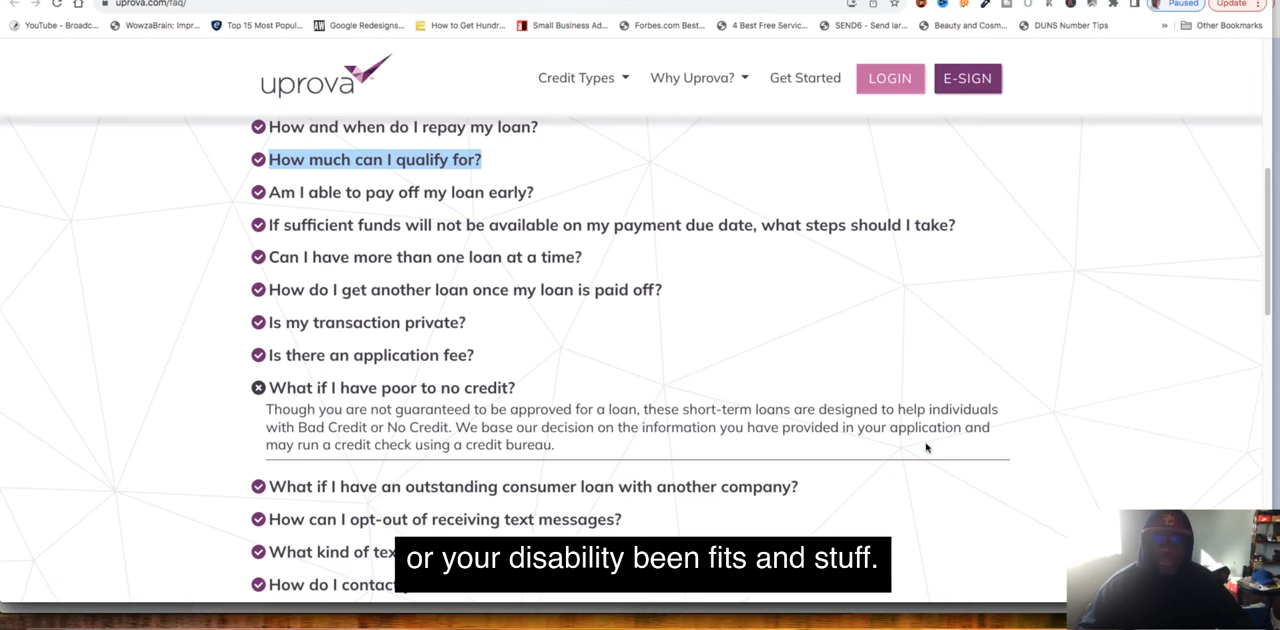 uprova.com/faq/
Paused
Update
YouTube - Broadc...
WowzaBrain: Impr...
Top 15 Most Popul...
Google Redesigns...
How to Get Hundr...
Small Business Ad...
Forbes.com Best...
4 Best Free Servic...
SEND6 - Send lar...
Beauty and Cosm...
DUNS Number Tips
»
Other Bookmarks
uprova
Credit Types
Why Uprova?
Get Started
LOGIN
E-SIGN
How and when do I repay my loan?
How much can I qualify for?
Am I able to pay off my loan early?
If sufficient funds will not be available on my payment due date, what steps should I take?
Can I have more than one loan at a time?
How do I get another loan once my loan is paid off?
Is my transaction private?
Is there an application fee?
What if I have poor to no credit?
Though you are not guaranteed to be approved for a loan, these short-term loans are designed to help individuals
with Bad Credit or No Credit. We base our decision on the information you have provided in your application and
may run a credit check using a credit bureau.
What if I have an outstanding consumer loan with another company?
How can I opt-out of receiving text messages?
What kind of tex
or your disability been fits and stuff.
How do I contac